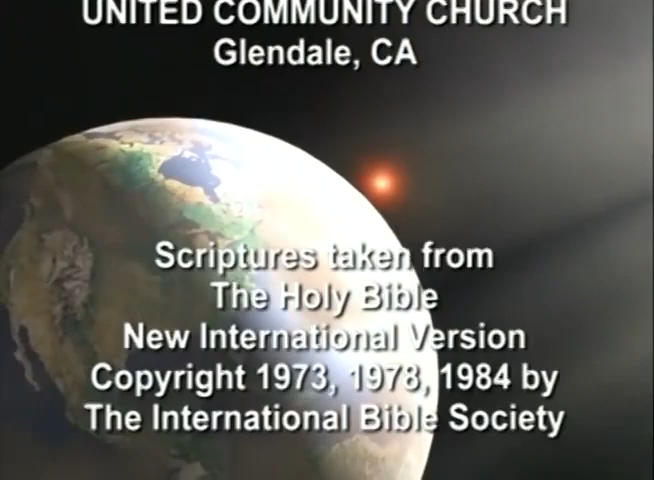 UNITED COMMUNITY CHURCH
Glendale, CA
Scriptures taken from
The Holy Bible
New International Version
Copyright 1973, 1978, 1984 by
The International Bible Society